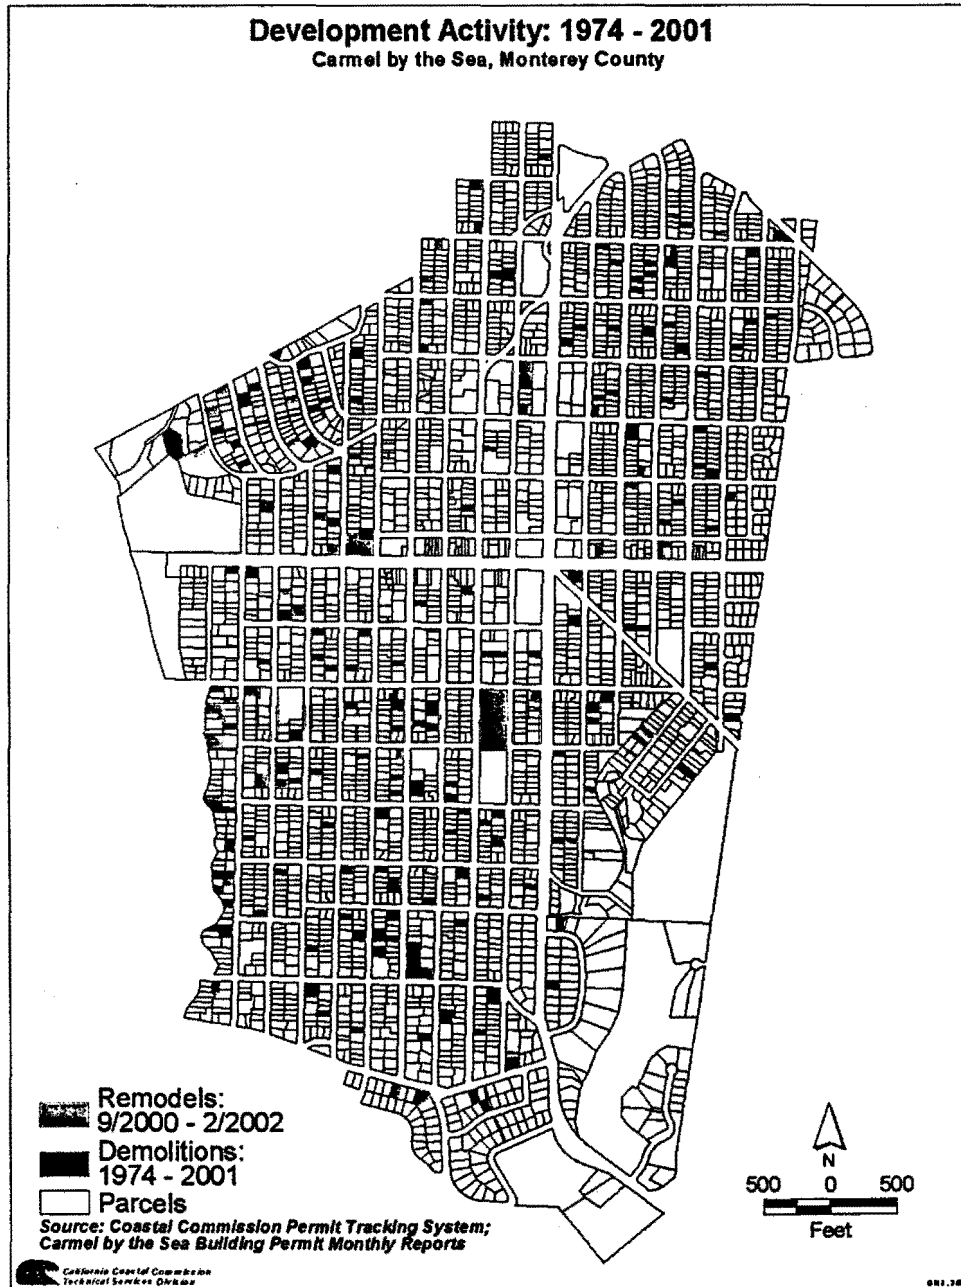 Development Activity: 1974 - 2001
Carmel by the Sea, Monterey County
Remodels:
9/2000 - 2/2002
Demolitions:
1974 - 2001
Parcels
Source: Coastal Commission Permit Tracking System;
Carmel by the Sea Building Permit Monthly Reports
California Coastal Commission
Technical Services Division
N
500 0 500
Feet